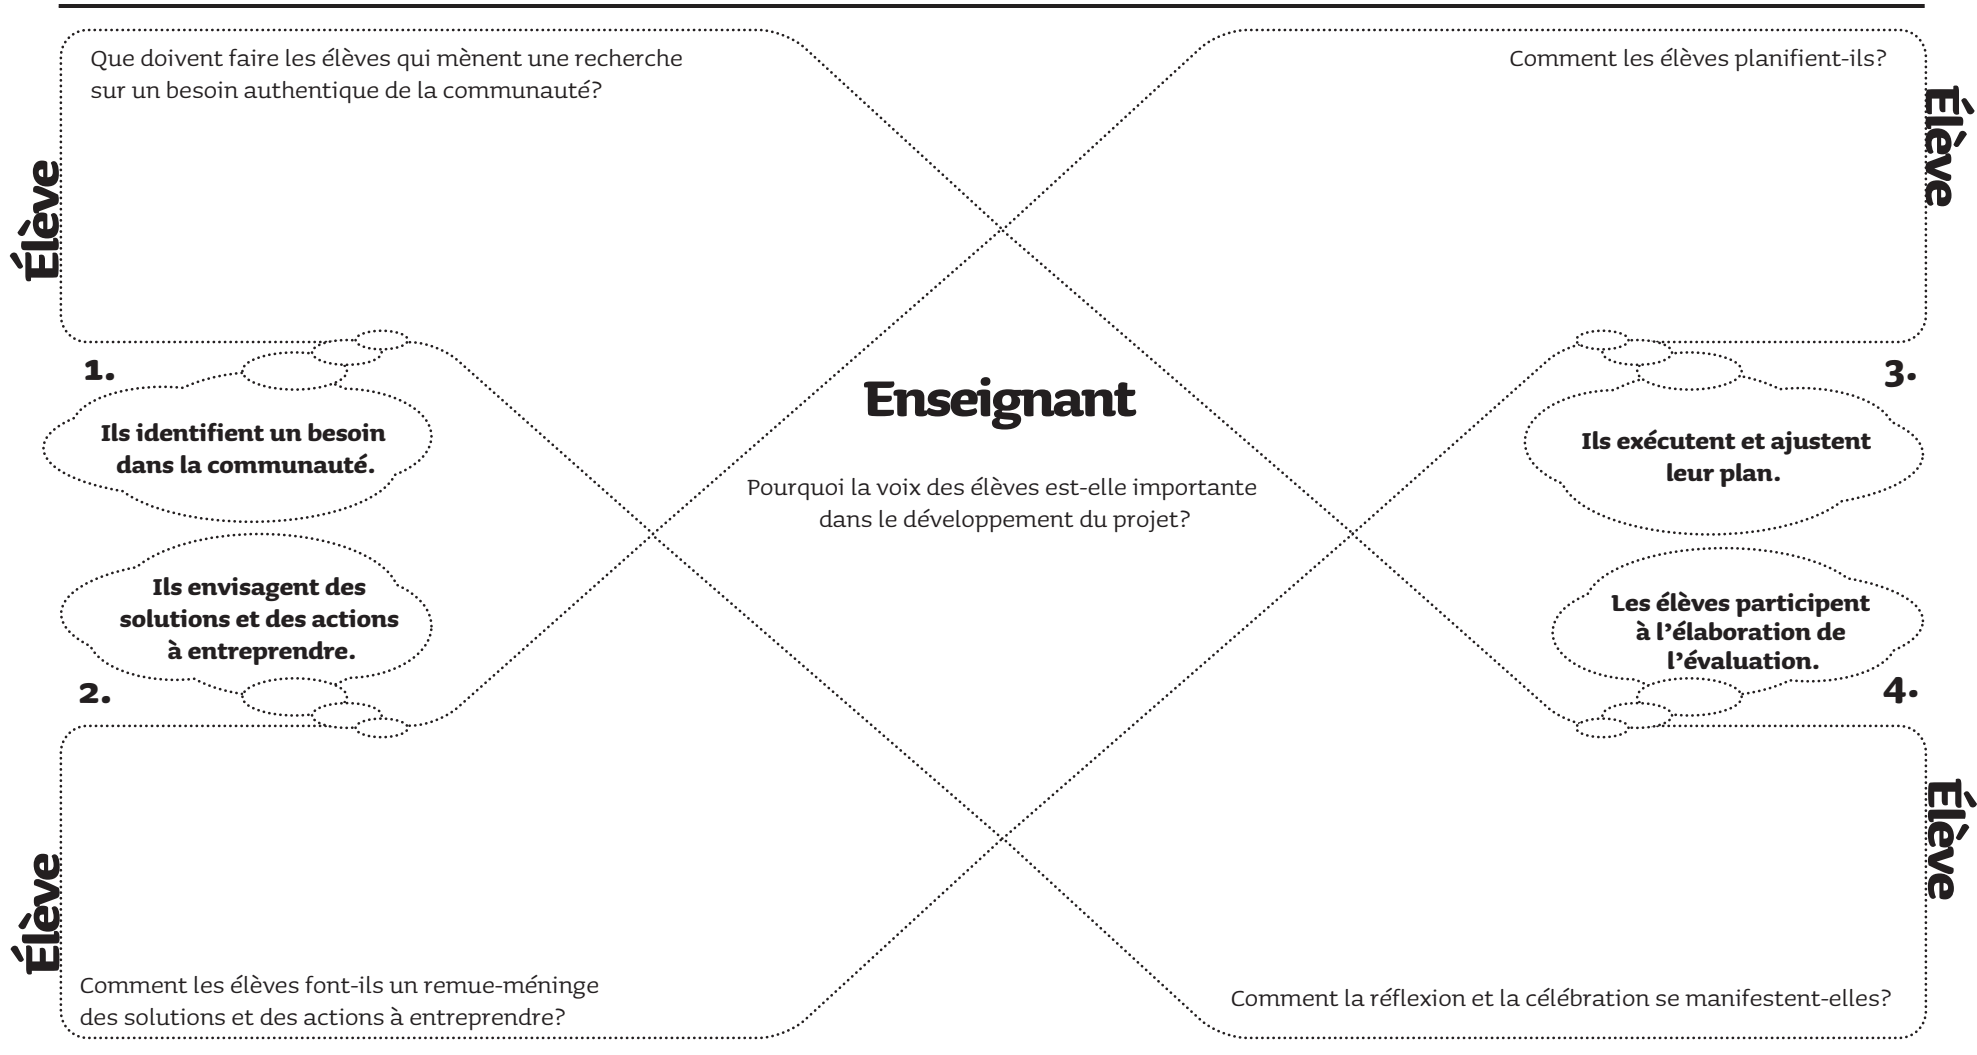 Que doivent faire les élèves qui mènent une recherche
sur un besoin authentique de la communauté?
Élève
1.
Ils identifient un besoin
dans la communauté.
Ils envisagent des
solutions et des actions
à entreprendre.
2.
Élève
Comment les élèves font-ils un remue-méninge
des solutions et des actions à entreprendre?
Enseignant
Pourquoi la voix des élèves est-elle importante
dans le développement du projet?
Comment les élèves planifient-ils?
Élève
3.
Ils exécutent et ajustent
leur plan.
Les élèves participent
à l’élaboration de
l’évaluation.
4.
Élève
Comment la réflexion et la célébration se manifestent-elles?